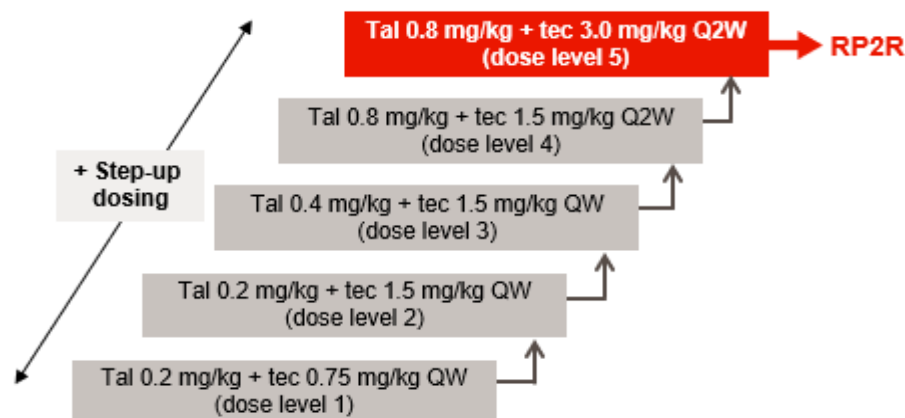 Tal 0.8 mg/kg + tec 3.0 mg/kg Q2W
(dose level 5)
RP2R
Tal 0.8 mg/kg + tec 1.5 mg/kg Q2W
(dose level 4)
+ Step-up
dosing
Tal 0.4 mg/kg + tec 1.5 mg/kg QW
(dose level 3)
Tal 0.2 mg/kg + tec 1.5 mg/kg QW
(dose level 2)
Tal 0.2 mg/kg + tec 0.75 mg/kg QW
(dose level 1)